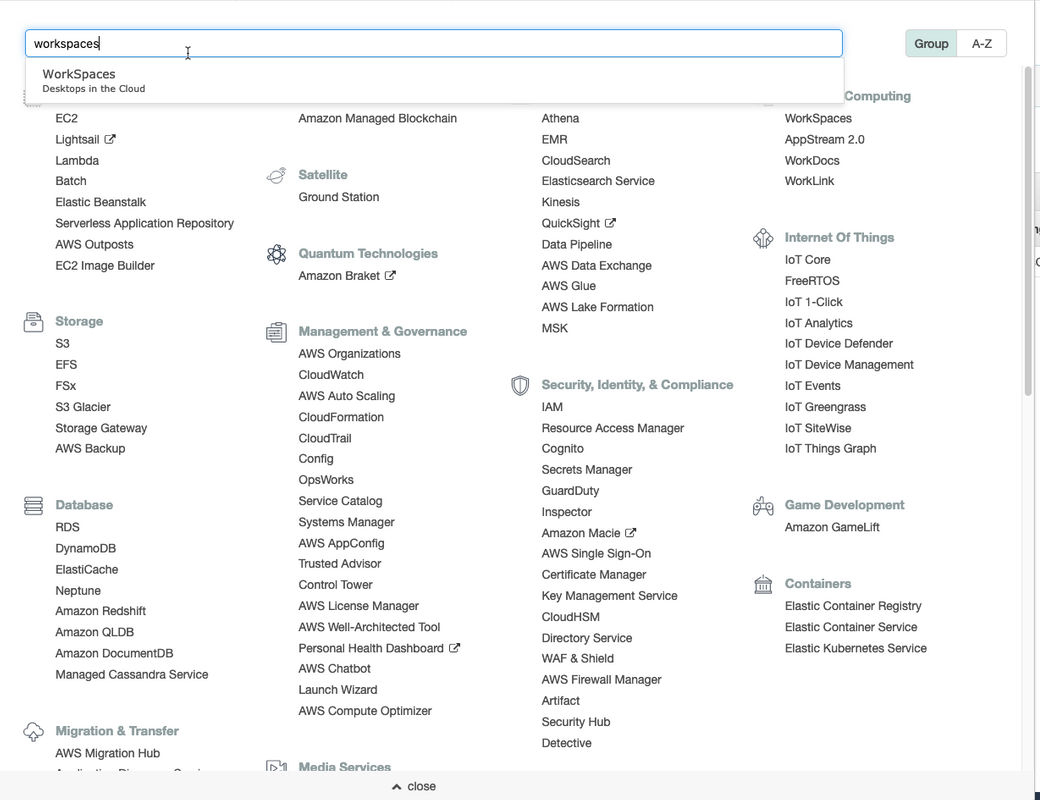 workspaces
Group
A-Z
WorkSpaces
Desktops in the Cloud
EC2
Lightsail
Lambda
Batch
Elastic Beanstalk
Serverless Application Repository
AWS Outposts
EC2 Image Builder
Storage
S3
EFS
FSx
S3 Glacier
Storage Gateway
AWS Backup
Database
RDS
DynamoDB
ElastiCache
Neptune
Amazon Redshift
Amazon QLDB
Amazon DocumentDB
Managed Cassandra Service
Migration & Transfer
AWS Migration Hub
Amazon Managed Blockchain
Satellite
Ground Station
Quantum Technologies
Amazon Braket
Management & Governance
AWS Organizations
CloudWatch
AWS Auto Scaling
CloudFormation
CloudTrail
Config
OpsWorks
Service Catalog
Systems Manager
AWS AppConfig
Trusted Advisor
Control Tower
AWS License Manager
AWS Well-Architected Tool
Personal Health Dashboard
AWS Chatbot
Launch Wizard
AWS Compute Optimizer
Media Services
Athena
EMR
CloudSearch
Elasticsearch Service
Kinesis
QuickSight
Data Pipeline
AWS Data Exchange
AWS Glue
AWS Lake Formation
MSK
Security, Identity, & Compliance
IAM
Resource Access Manager
Cognito
Secrets Manager
GuardDuty
Inspector
Amazon Macie
AWS Single Sign-On
Certificate Manager
Key Management Service
CloudHSM
Directory Service
WAF & Shield
AWS Firewall Manager
Artifact
Security Hub
Detective
Computing
WorkSpaces
AppStream 2.0
WorkDocs
WorkLink
Internet Of Things
IoT Core
FreeRTOS
IoT 1-Click
IoT Analytics
IoT Device Defender
IoT Device Management
IoT Events
IoT Greengrass
IoT SiteWise
IoT Things Graph
Game Development
Amazon GameLift
Containers
Elastic Container Registry
Elastic Container Service
Elastic Kubernetes Service
close